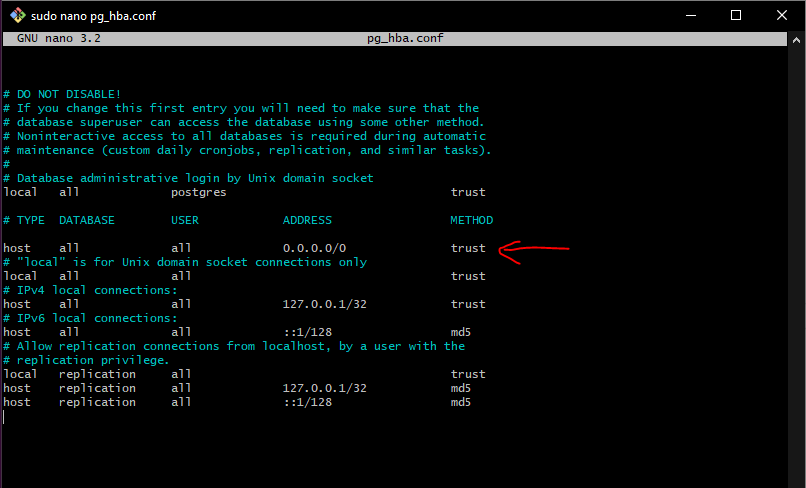 sudo nano pg_hba.conf
GNU nano 3.2 pg_hba.conf
# DO NOT DISABLE!
# If you change this first entry you will need to make sure that the
# database superuser can access the database using some other method.
# Noninteractive access to all databases is required during automatic
# maintenance (custom daily cronjobs, replication, and similar tasks).
#
# Database administrative login by Unix domain socket
local all postgres trust
# TYPE DATABASE USER ADDRESS METHOD
host all all 0.0.0.0/0 trust
# "local" is for Unix domain socket connections only
local all all trust
# IPv4 local connections:
host all all 127.0.0.1/32 trust
# IPv6 local connections:
host all all ::1/128 md5
# Allow replication connections from localhost, by a user with the
# replication privilege.
local replication all trust
host replication all 127.0.0.1/32 md5
host replication all ::1/128 md5